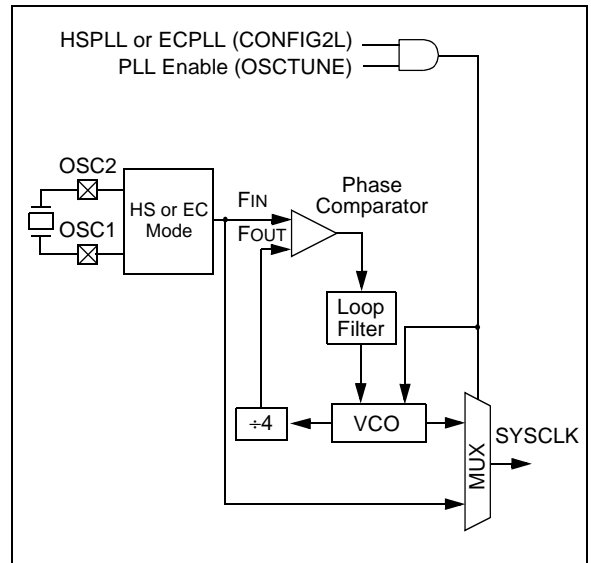 HSPLL or ECPLL (CONFIG2L)
PLL Enable (OSCTUNE)
OSC2
OSC1
HS or EC
Mode
FIN
FOUT
Phase
Comparator
Loop
Filter
÷4
VCO
MUX
SYSCLK